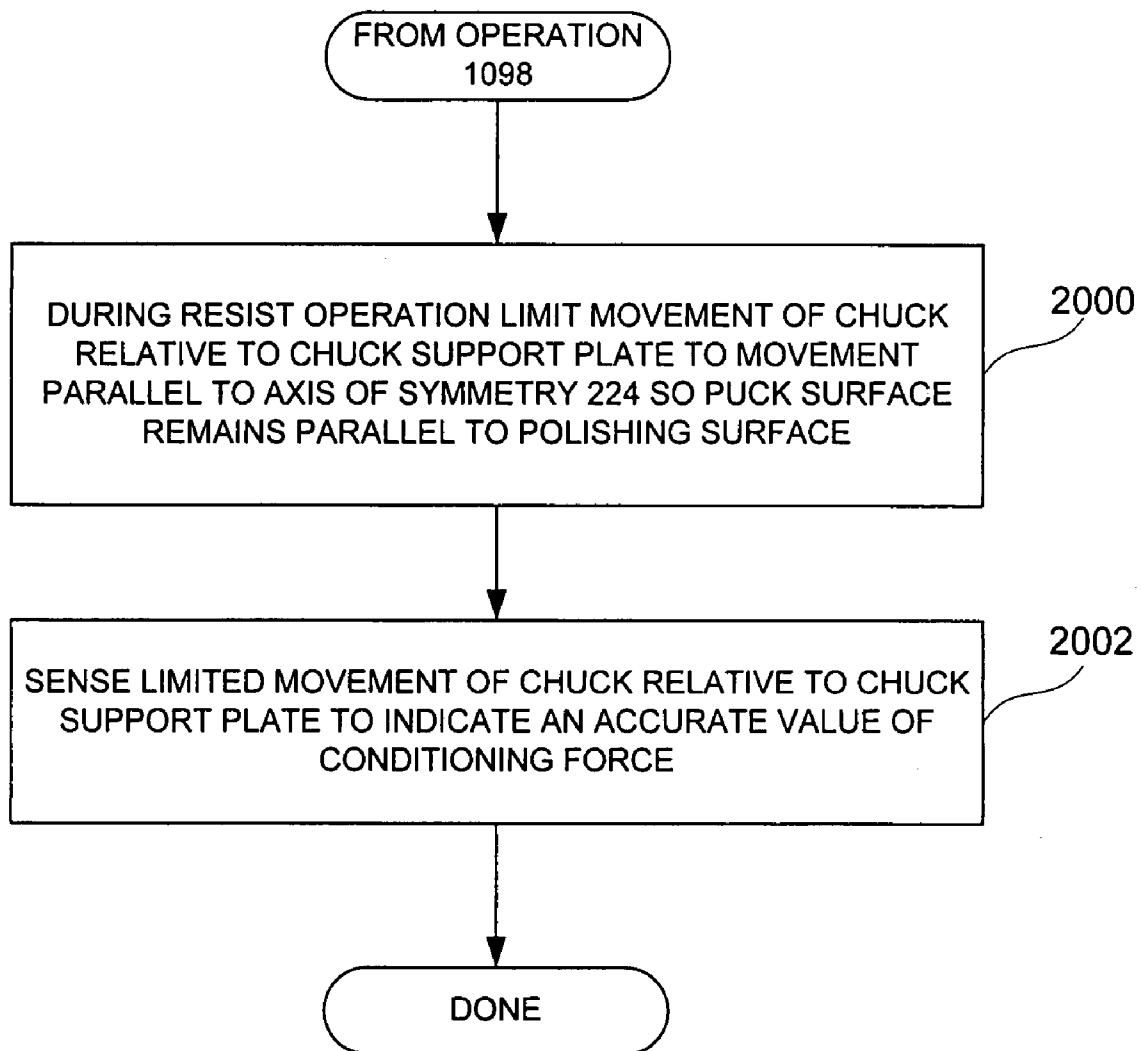 FROM OPERATION
1098
DURING RESIST OPERATION LIMIT MOVEMENT OF CHUCK
RELATIVE TO CHUCK SUPPORT PLATE TO MOVEMENT
PARALLEL TO AXIS OF SYMMETRY 224 SO PUCK SURFACE
REMAINS PARALLEL TO POLISHING SURFACE
2000
SENSE LIMITED MOVEMENT OF CHUCK RELATIVE TO CHUCK
SUPPORT PLATE TO INDICATE AN ACCURATE VALUE OF
CONDITIONING FORCE
2002
DONE